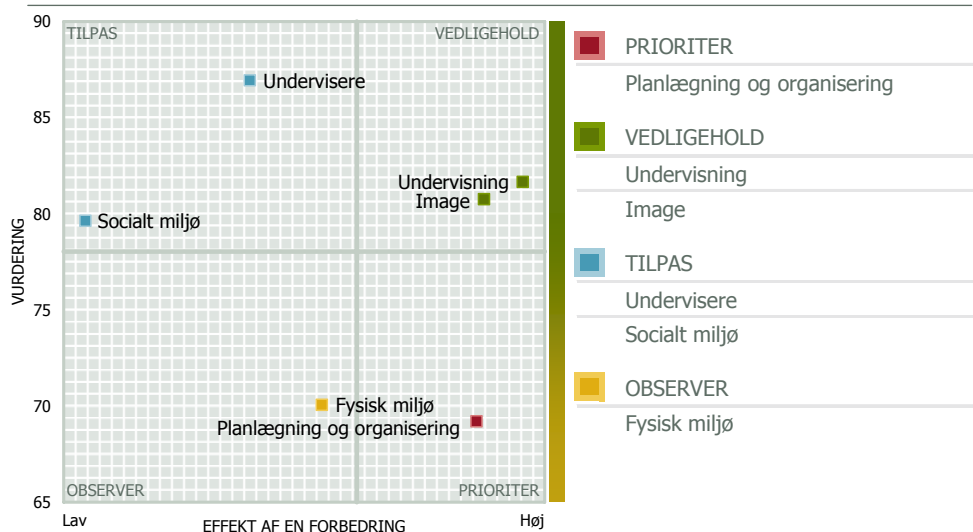 90
TILPAS
VEDLIGEHOLD
Undervisere
85
Undervisning
Image
80
Socialt miljø
VURDERING
75
70
Fysisk miljø
Planlægning og organisering
OBSERVER
PRIORITER
65
Lav
EFFEKT AF EN FORBEDRING
Høj
PRIORITER
Planlægning og organisering
VEDLIGEHOLD
Undervisning
Image
TILPAS
Undervisere
Socialt miljø
OBSERVER
Fysisk miljø